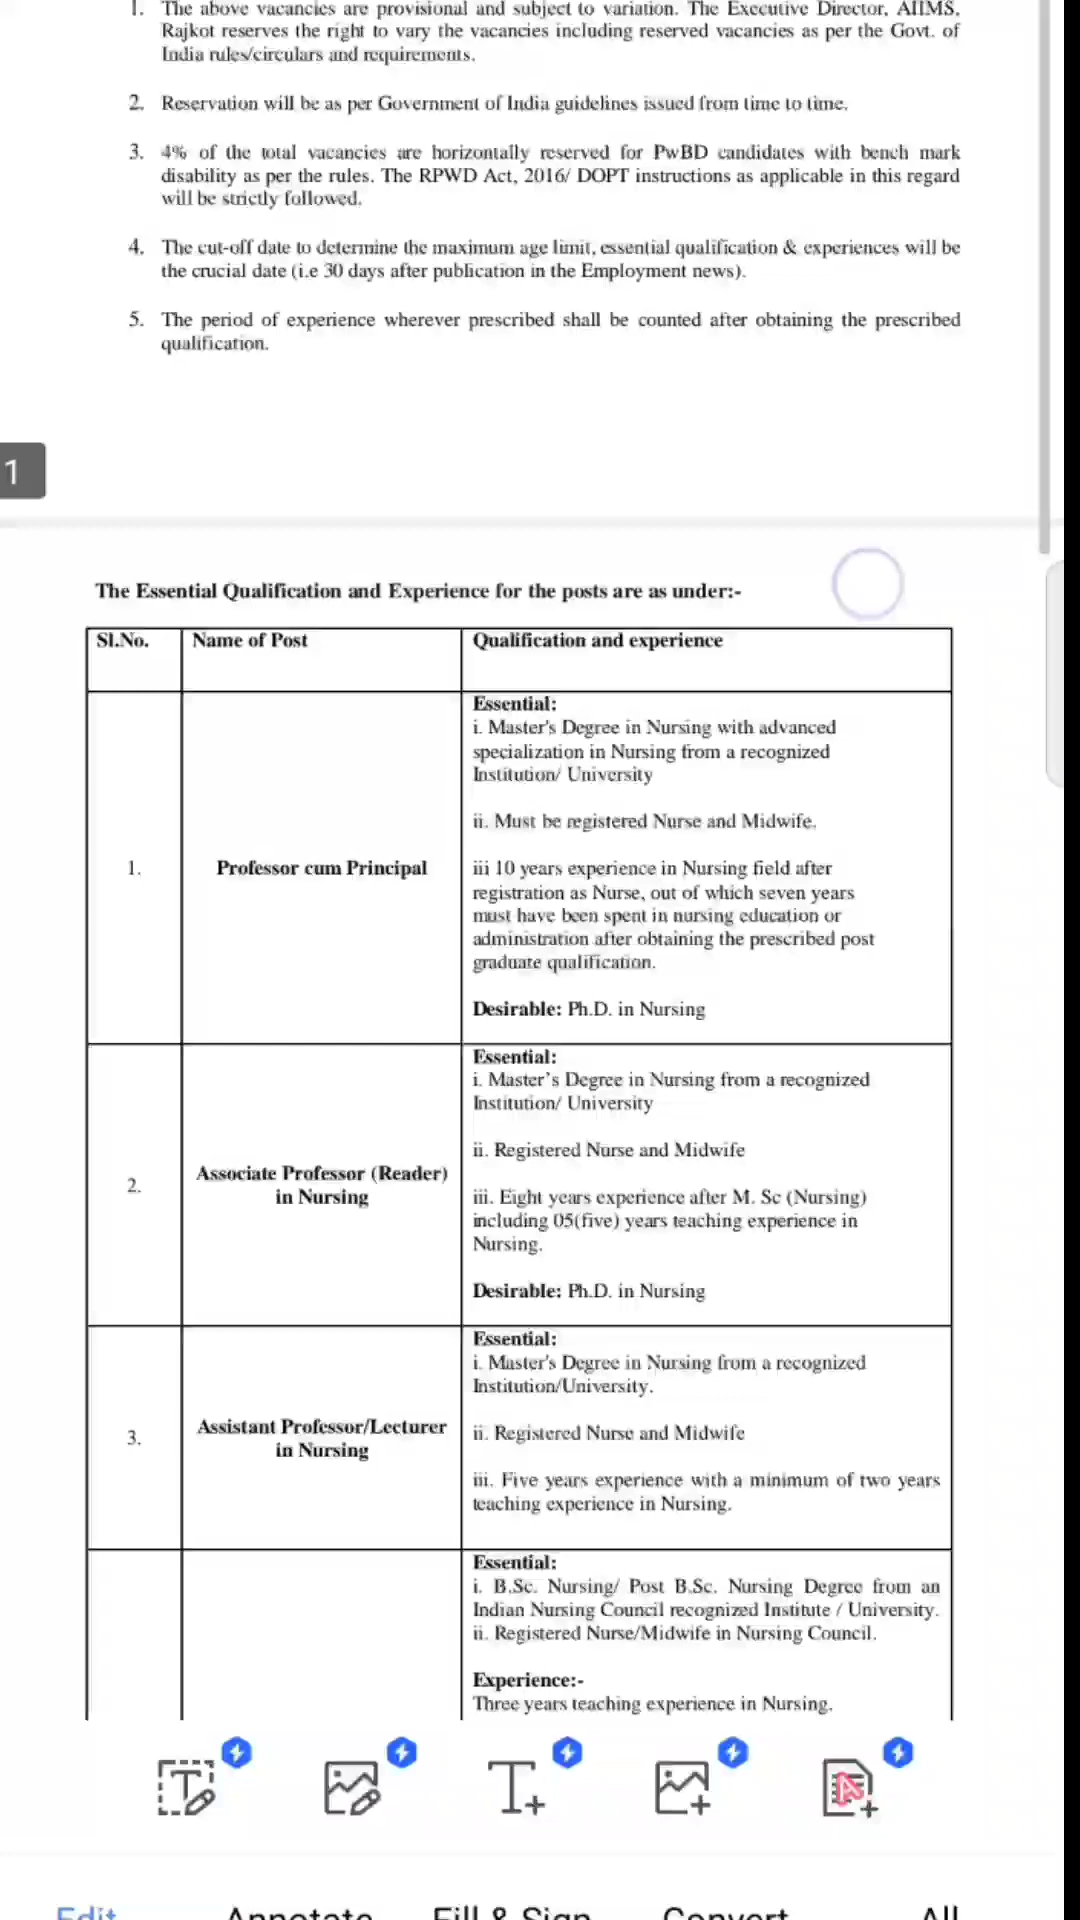 1. The above vacancies are provisional and subject to variation. The Executive Director, AIIMS,
Rajkot reserves the right to vary the vacancies including reserved vacancies as per the Govt. of
India rules/circulars and requirements.
2. Reservation will be as per Government of India guidelines issued from time to time.
3. 4% of the total vacancies are horizontally reserved for PwBD candidates with bench mark
disability as per the rules. The RPWD Act, 2016/ DOPT instructions as applicable in this regard
will be strictly followed.
4. The cut-off date to determine the maximum age limit, essential qualification & experiences will be
the crucial date (i.e 30 days after publication in the Employment news).
5. The period of experience wherever prescribed shall be counted after obtaining the prescribed
qualification.
1
The Essential Qualification and Experience for the posts are as under:-
Sl.No. Name of Post Qualification and experience
Essential:
i. Master's Degree in Nursing with advanced
specialization in Nursing from a recognized
Institution/ University
ii. Must be registered Nurse and Midwife.
1. Professor cum Principal iii 10 years experience in Nursing field after
registration as Nurse, out of which seven years
must have been spent in nursing education or
administration after obtaining the prescribed post
graduate qualification.
Desirable: Ph.D. in Nursing
Essential:
i. Master's Degree in Nursing from a recognized
Institution/ University
ii. Registered Nurse and Midwife
2. Associate Professor (Reader)
in Nursing
iii. Eight years experience after M. Sc (Nursing)
including 05(five) years teaching experience in
Nursing.
Desirable: Ph.D. in Nursing
Essential:
i. Master's Degree in Nursing from a recognized
Institution/University.
3. Assistant Professor/Lecturer
in Nursing
ii. Registered Nurse and Midwife
iii. Five years experience with a minimum of two years
teaching experience in Nursing.
Essential:
i. B.Sc. Nursing/ Post B.Sc. Nursing Degree from an
Indian Nursing Council recognized Institute / University.
ii. Registered Nurse/Midwife in Nursing Council.
Experience:-
Three years teaching experience in Nursing.
Edit Annotate Fill & Sign Convert All